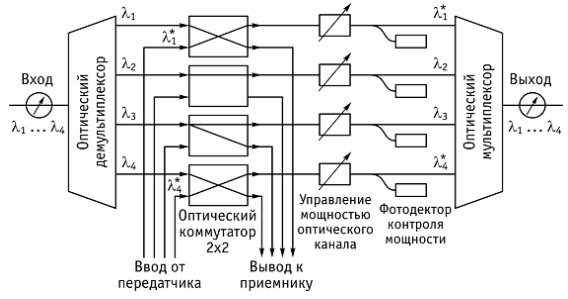 λ₁
λ₁*
λ₁*
λ₂
λ₂
λ₃
λ₃
λ₄
λ₄*
λ₄*
Вход
λ₁ ... λ₄
Оптический
демультиплексор
Оптический
мультиплексор
Выход
λ₁ ... λ₄
Оптический
коммутатор
2x2
Управление
мощностью
оптического
канала
Фотодектор
контроля
мощности
Ввод от
передатчика
Вывод к
приемнику